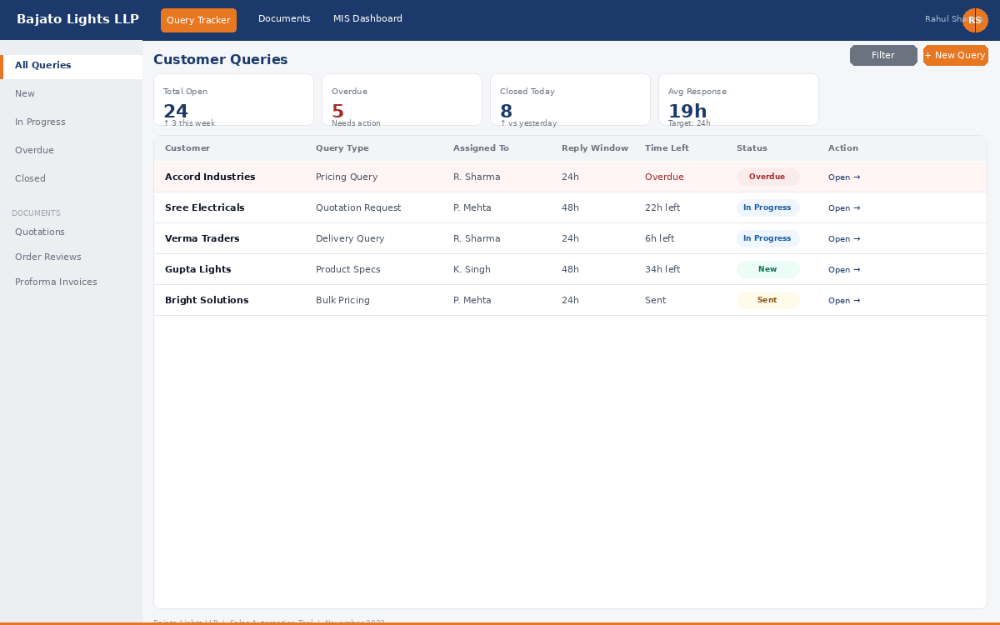 Bajato Lights LLP Query Tracker Documents MIS Dashboard Rahul RS
All Queries
New
In Progress
Overdue
Closed
DOCUMENTS
Quotations
Order Reviews
Proforma Invoices
Customer Queries Filter + New Query
Total Open Overdue Closed Today Avg Response
24 5 8 19h
↑ 3 this week Needs action ↑ vs yesterday Target: 24h
Customer Query Type Assigned To Reply Window Time Left Status Action
Accord Industries Pricing Query R. Sharma 24h Overdue Overdue Open →
Sree Electricals Quotation Request P. Mehta 48h 22h left In Progress Open →
Verma Traders Delivery Query R. Sharma 24h 6h left In Progress Open →
Gupta Lights Product Specs K. Singh 48h 34h left New Open →
Bright Solutions Bulk Pricing P. Mehta 24h Sent Sent Open →
Bajato Lights LLP | Sales Automation Tool | November